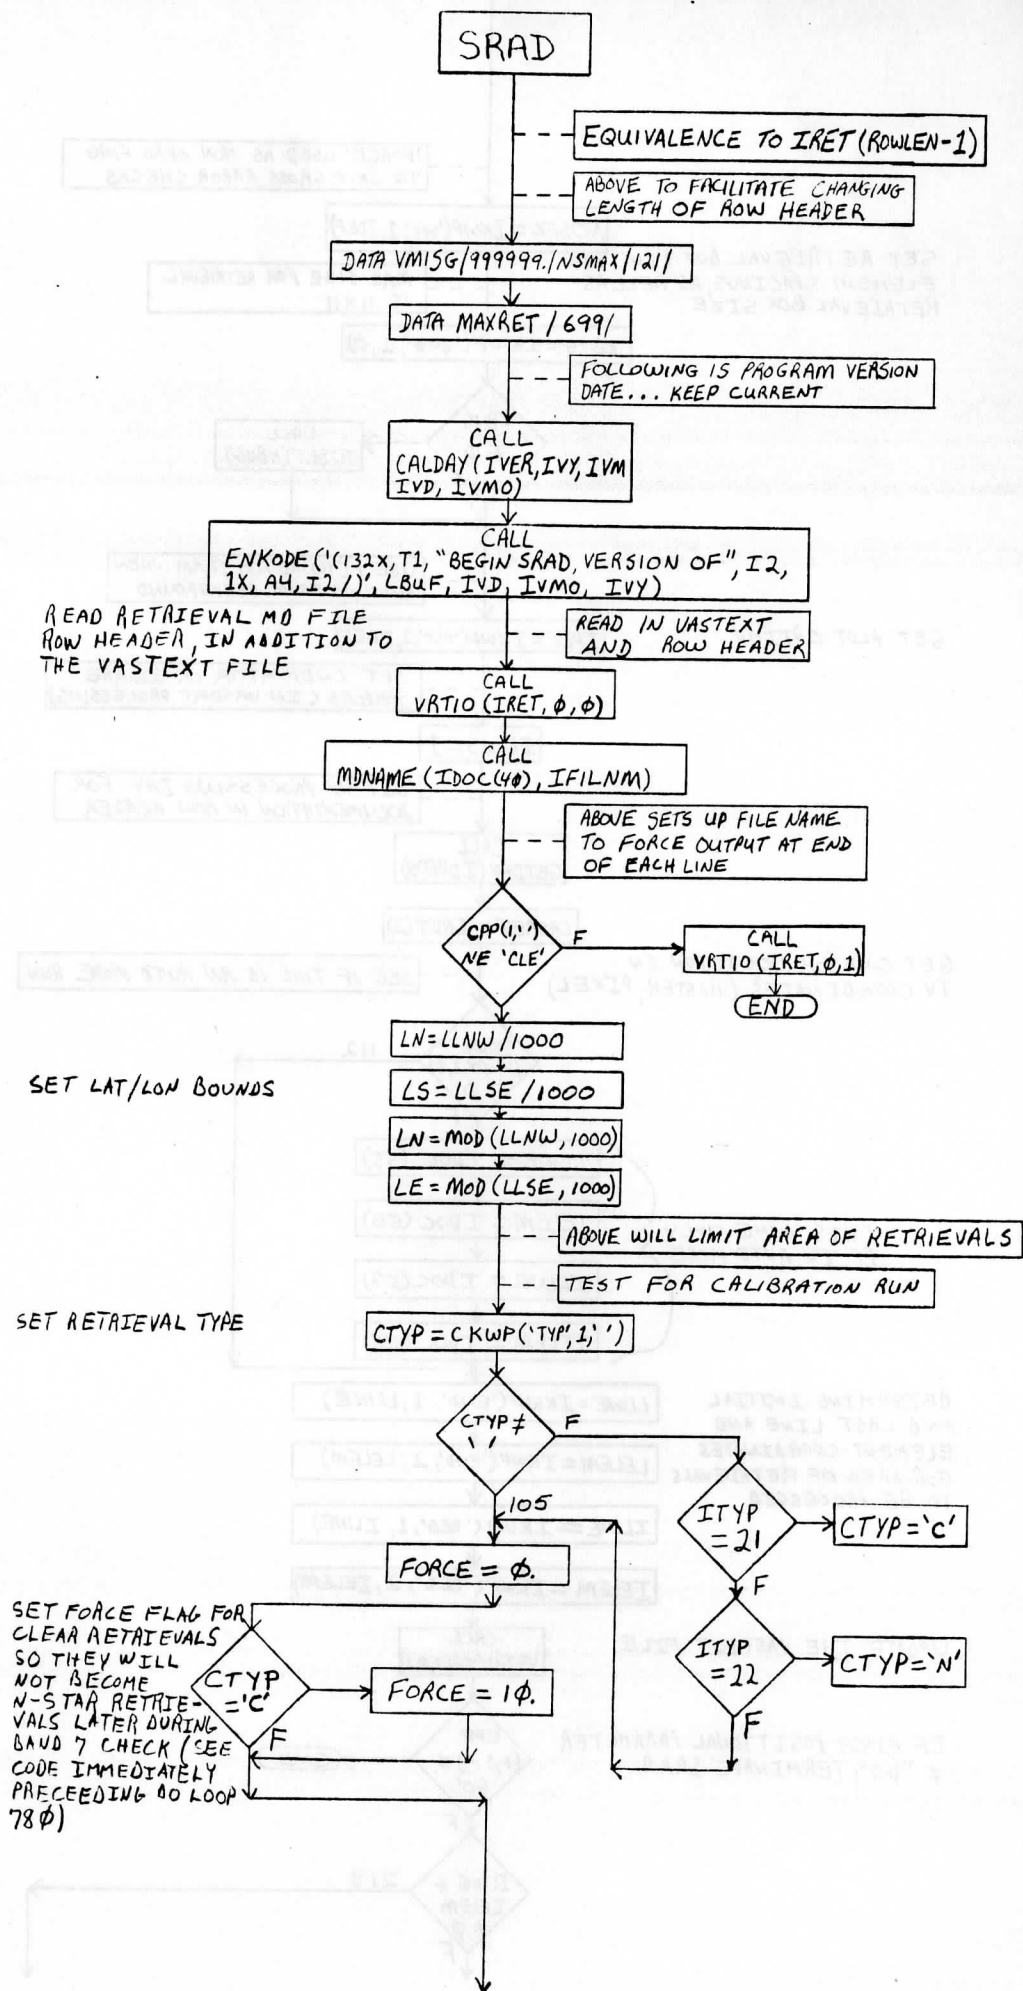 SRAD
EQUIVALENCE TO IRET (ROWLEN-1)
ABOVE TO FACILITATE CHANGING
LENGTH OF ROW HEADER
DATA VMISG/999999./NSMAX/121/
DATA MAXRET /699/
FOLLOWING IS PROGRAM VERSION
DATE... KEEP CURRENT
CALL
CALDAY (IVER, IVY, IVM
IVD, IVMO)
CALL
ENKODE('(132X, T1, "BEGIN SRAD, VERSION OF", I2,
1X, A4, I2/)', LBUF, IVD, IVMO, IVY)
READ RETRIEVAL MD FILE
ROW HEADER, IN ADDITION TO
THE VASTEXT FILE
READ IN VASTEXT
AND ROW HEADER
CALL
VRTIO (IRET, Ø, Ø)
CALL
MDNAME (IDOC(4Ø), IFILNM)
ABOVE SETS UP FILE NAME
TO FORCE OUTPUT AT END
OF EACH LINE
CPP(1,' ')
NE 'CLE'
F
CALL
VRTIO (IRET, Ø, 1)
END
LN = LLNW /1000
SET LAT/LON BOUNDS
LS = LLSE /1000
LN = MOD (LLNW, 1000)
LE = MOD (LLSE, 1000)
ABOVE WILL LIMIT AREA OF RETRIEVALS
TEST FOR CALIBRATION RUN
SET RETRIEVAL TYPE
CTYP = CKWP('TYP', 1, ' ')
CTYP ≠
' '
F
105
ITYP
= 21
CTYP = 'C'
F
FORCE = Ø.
ITYP
= 22
CTYP = 'N'
F
SET FORCE FLAG FOR
CLEAR RETRIEVALS
SO THEY WILL
NOT BECOME
N-STAR RETRIE-
VALS LATER DURING
BAND 7 CHECK (SEE
CODE IMMEDIATELY
PRECEEDING DO LOOP
78Ø)
CTYP
= 'C'
F
FORCE = 1Ø.